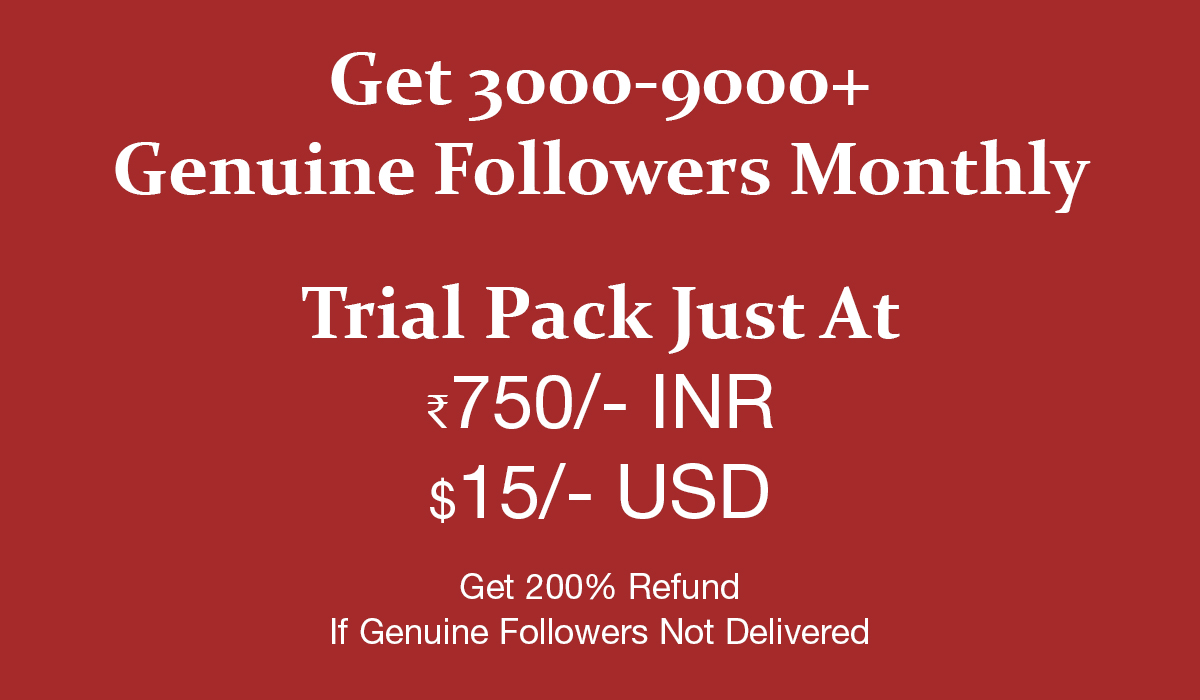 Get 3000-9000+
Genuine Followers Monthly
Trial Pack Just At
₹750/- INR
$15/- USD
Get 200% Refund
If Genuine Followers Not Delivered